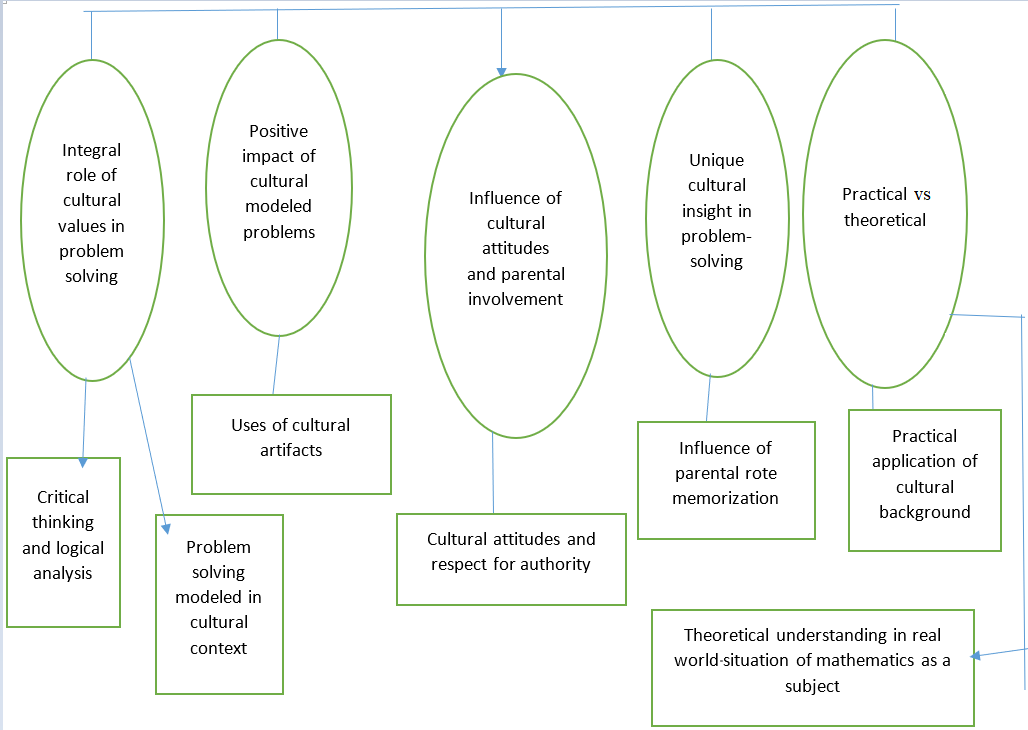 Integral
role of
cultural
values in
problem
solving
Positive
impact of
cultural
modeled
problems
Influence of
cultural
attitudes
and parental
involvement
Unique
cultural
insight in
problem-
solving
Practical vs
theoretical
Critical
thinking
and logical
analysis
Problem
solving
modeled in
cultural
context
Uses of cultural
artifacts
Cultural attitudes and
respect for authority
Influence of
parental rote
memorization
Practical
application of
cultural
background
Theoretical understanding in real
world-situation of mathematics as a
subject